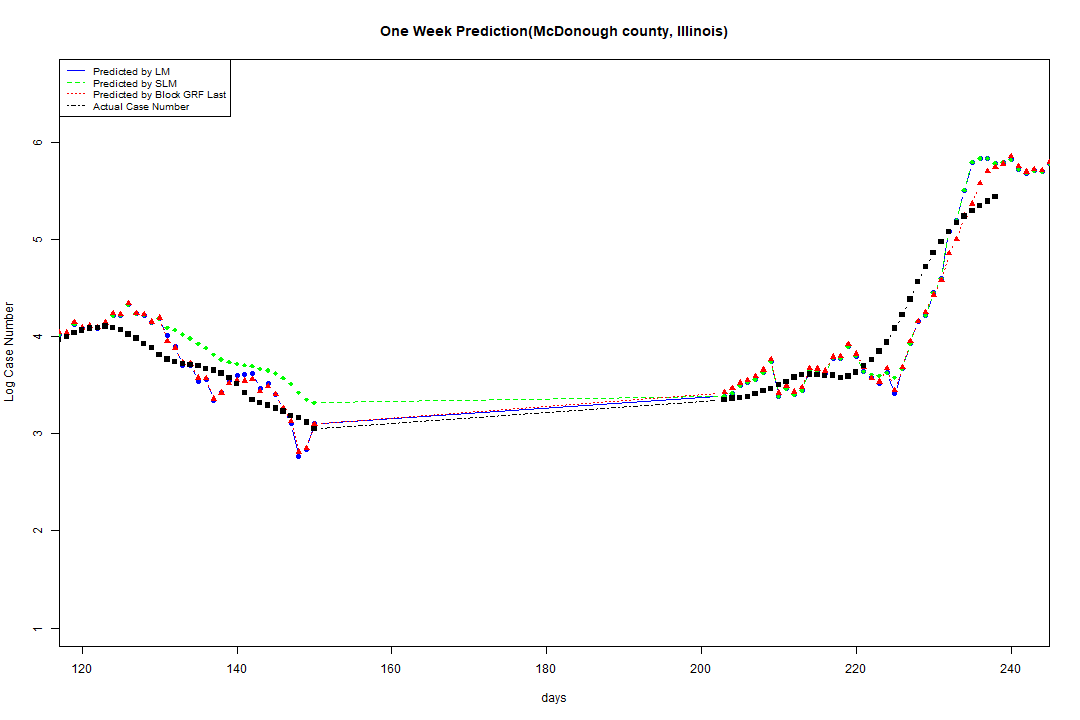 One Week Prediction(McDonough county, Illinois)
Predicted by LM
Predicted by SLM
Predicted by Block GRF Last
Actual Case Number
Log Case Number
6
5
4
3
2
1
120 140 160 180 200 220 240
days